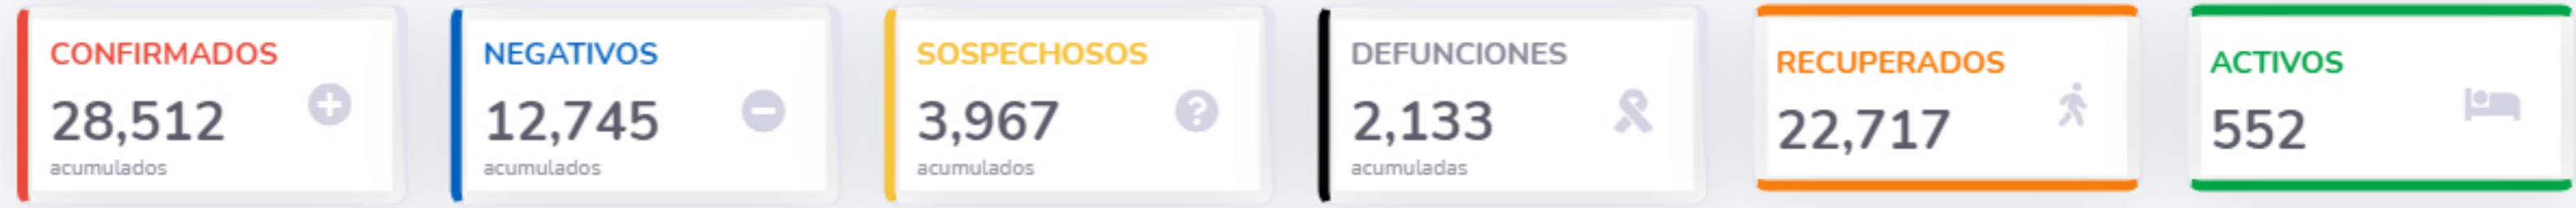 CONFIRMADOS
28,512
acumulados
NEGATIVOS
12,745
acumulados
SOSPECHOSOS
3,967
acumulados
DEFUNCIONES
2,133
acumuladas
RECUPERADOS
22,717
ACTIVOS
552